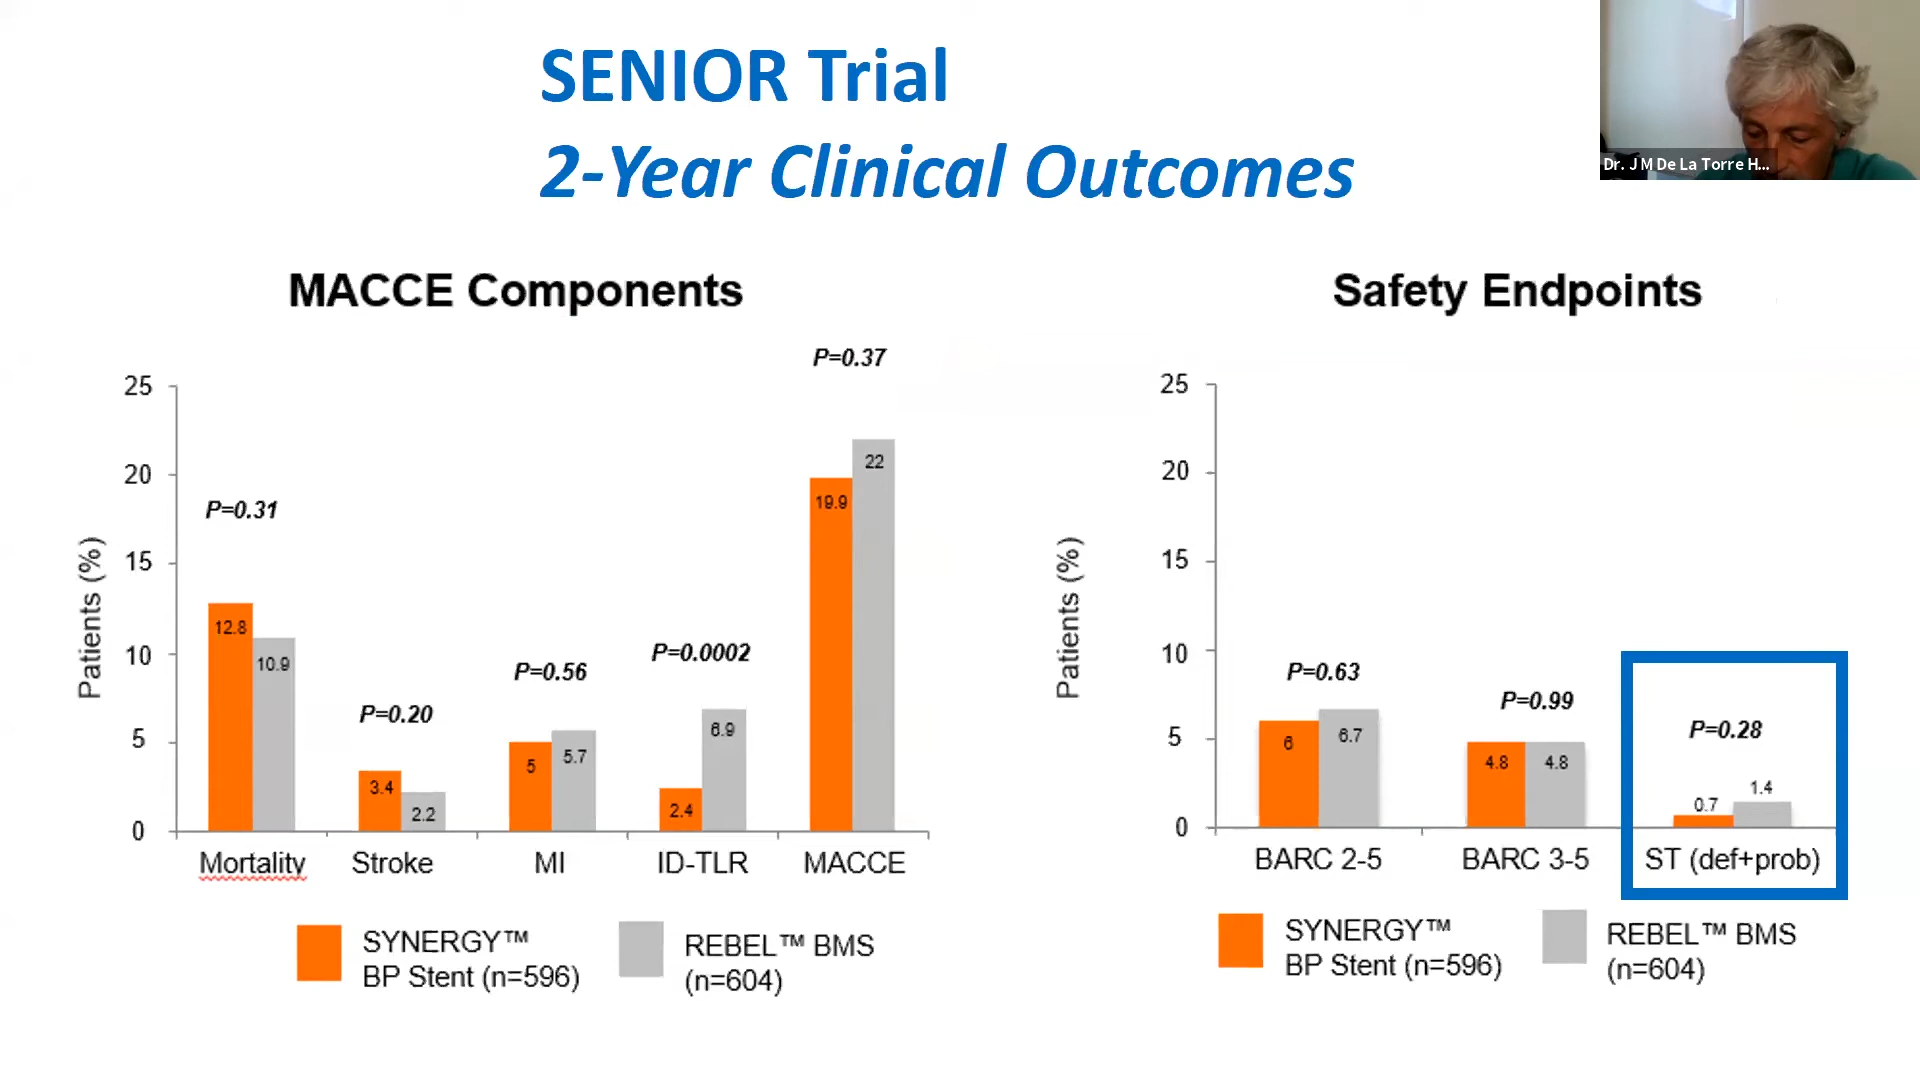 SENIOR Trial
2-Year Clinical Outcomes
Dr. J M De La Torre H...
MACCE Components
Patients (%)
25
20
15
10
5
0
P=0.31
12.8
10.9
P=0.20
3.4
2.2
P=0.56
5
5.7
P=0.0002
2.4
6.9
P=0.37
19.9
22
Mortality
Stroke
MI
ID-TLR
MACCE
SYNERGY™
BP Stent (n=596)
REBEL™ BMS
(n=604)
Safety Endpoints
Patients (%)
25
20
15
10
5
0
P=0.63
6
6.7
P=0.99
4.8
4.8
P=0.28
0.7
1.4
BARC 2-5
BARC 3-5
ST (def+prob)
SYNERGY™
BP Stent (n=596)
REBEL™ BMS
(n=604)